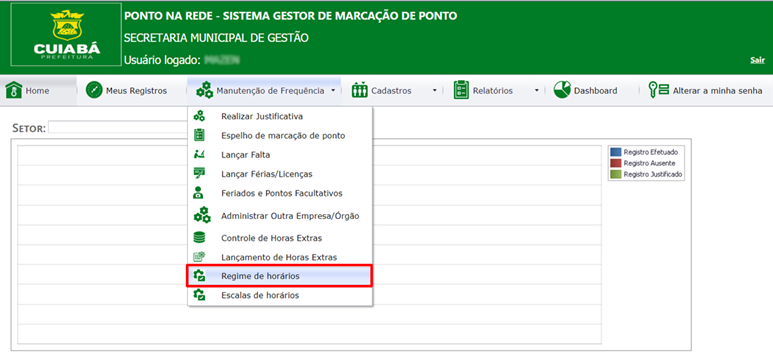 PONTO NA REDE - SISTEMA GESTOR DE MARCAÇÃO DE PONTO
SECRETARIA MUNICIPAL DE GESTÃO
CUIABÁ
PREFEITURA
Usuário logado:
Sair
Home
Meus Registros
Manutenção de Frequência
Cadastros
Relatórios
Dashboard
Alterar a minha senha
Realizar Justificativa
Espelho de marcação de ponto
Lançar Falta
Lançar Férias/Licenças
Feriados e Pontos Facultativos
Administrar Outra Empresa/Órgão
Controle de Horas Extras
Lançamento de Horas Extras
Regime de horários
Escalas de horários
SETOR:
Registro Efetuado
Registro Ausente
Registro Justificado